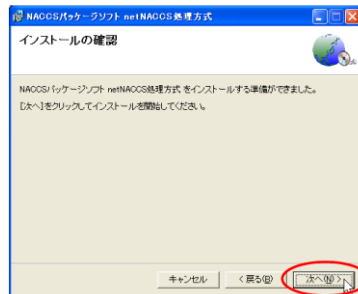 NACCSパッケージソフト netNACCS処理方式
インストールの確認
NACCSパッケージソフト netNACCS処理方式 をインストールする準備ができました。
[次へ]をクリックしてインストールを開始してください。
キャンセル
< 戻る(B)
次へ(N) >